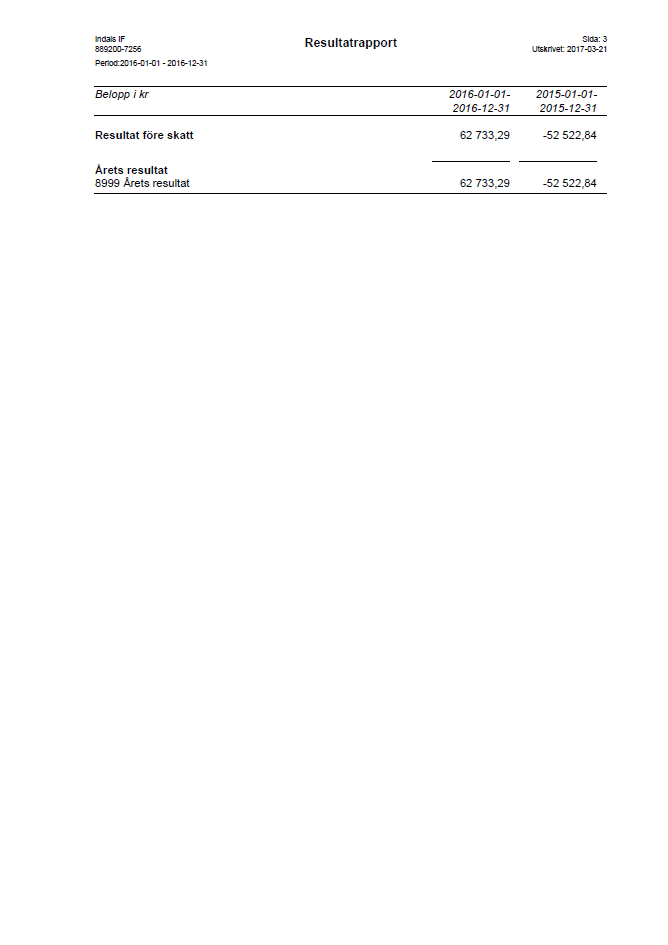 Indals IF
889200-7256
Period:2016-01-01 - 2016-12-31
Resultatrapport
Sida: 3
Utskrivet: 2017-03-21
Belopp i kr 2016-01-01- 2015-01-01-
2016-12-31 2015-12-31
Resultat före skatt 62 733,29 -52 522,84
Årets resultat
8999 Årets resultat 62 733,29 -52 522,84